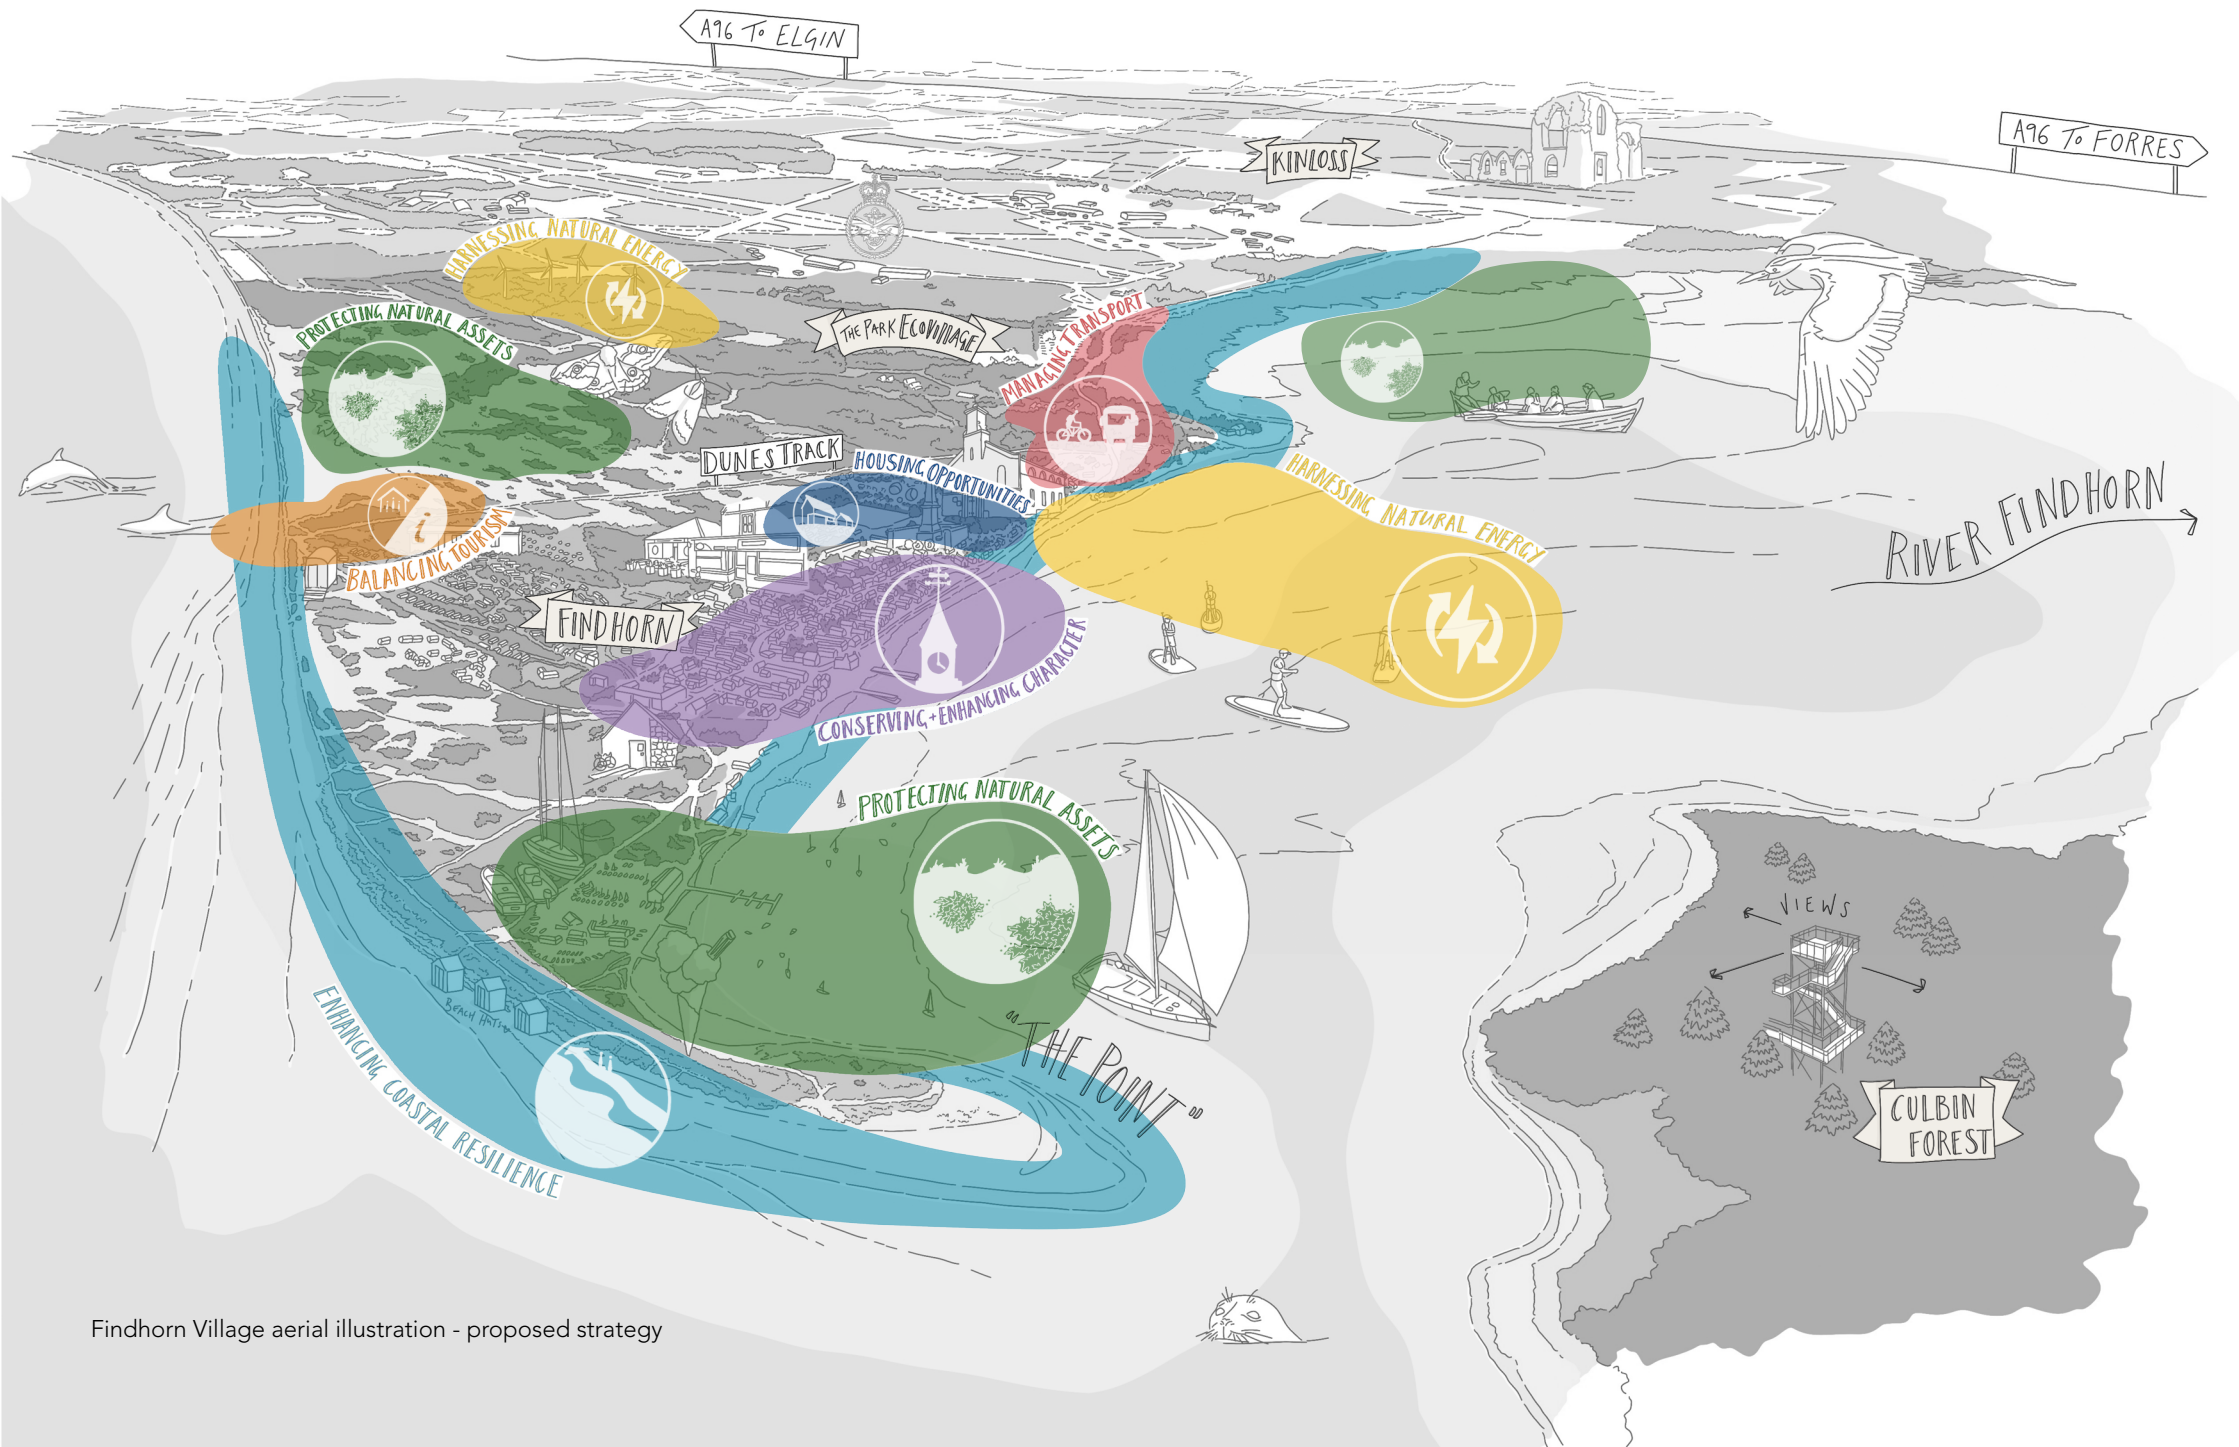 A96 To ELGIN
A96 To FORRES
KINLOSS
HARNESSING NATURAL ENERGY
PROTECTING NATURAL ASSETS
THE PARK ECOVILLAGE
MANAGING TRANSPORT
DUNES TRACK
HOUSING OPPORTUNITIES
HARNESSING NATURAL ENERGY
RIVER FINDHORN
BALANCING TOURISM
FINDHORN
CONSERVING + ENHANCING CHARACTER
PROTECTING NATURAL ASSETS
VIEWS
BEACH HUTS
ENHANCING COASTAL RESILIENCE
"THE POINT"
CULBIN
FOREST
Findhorn Village aerial illustration - proposed strategy